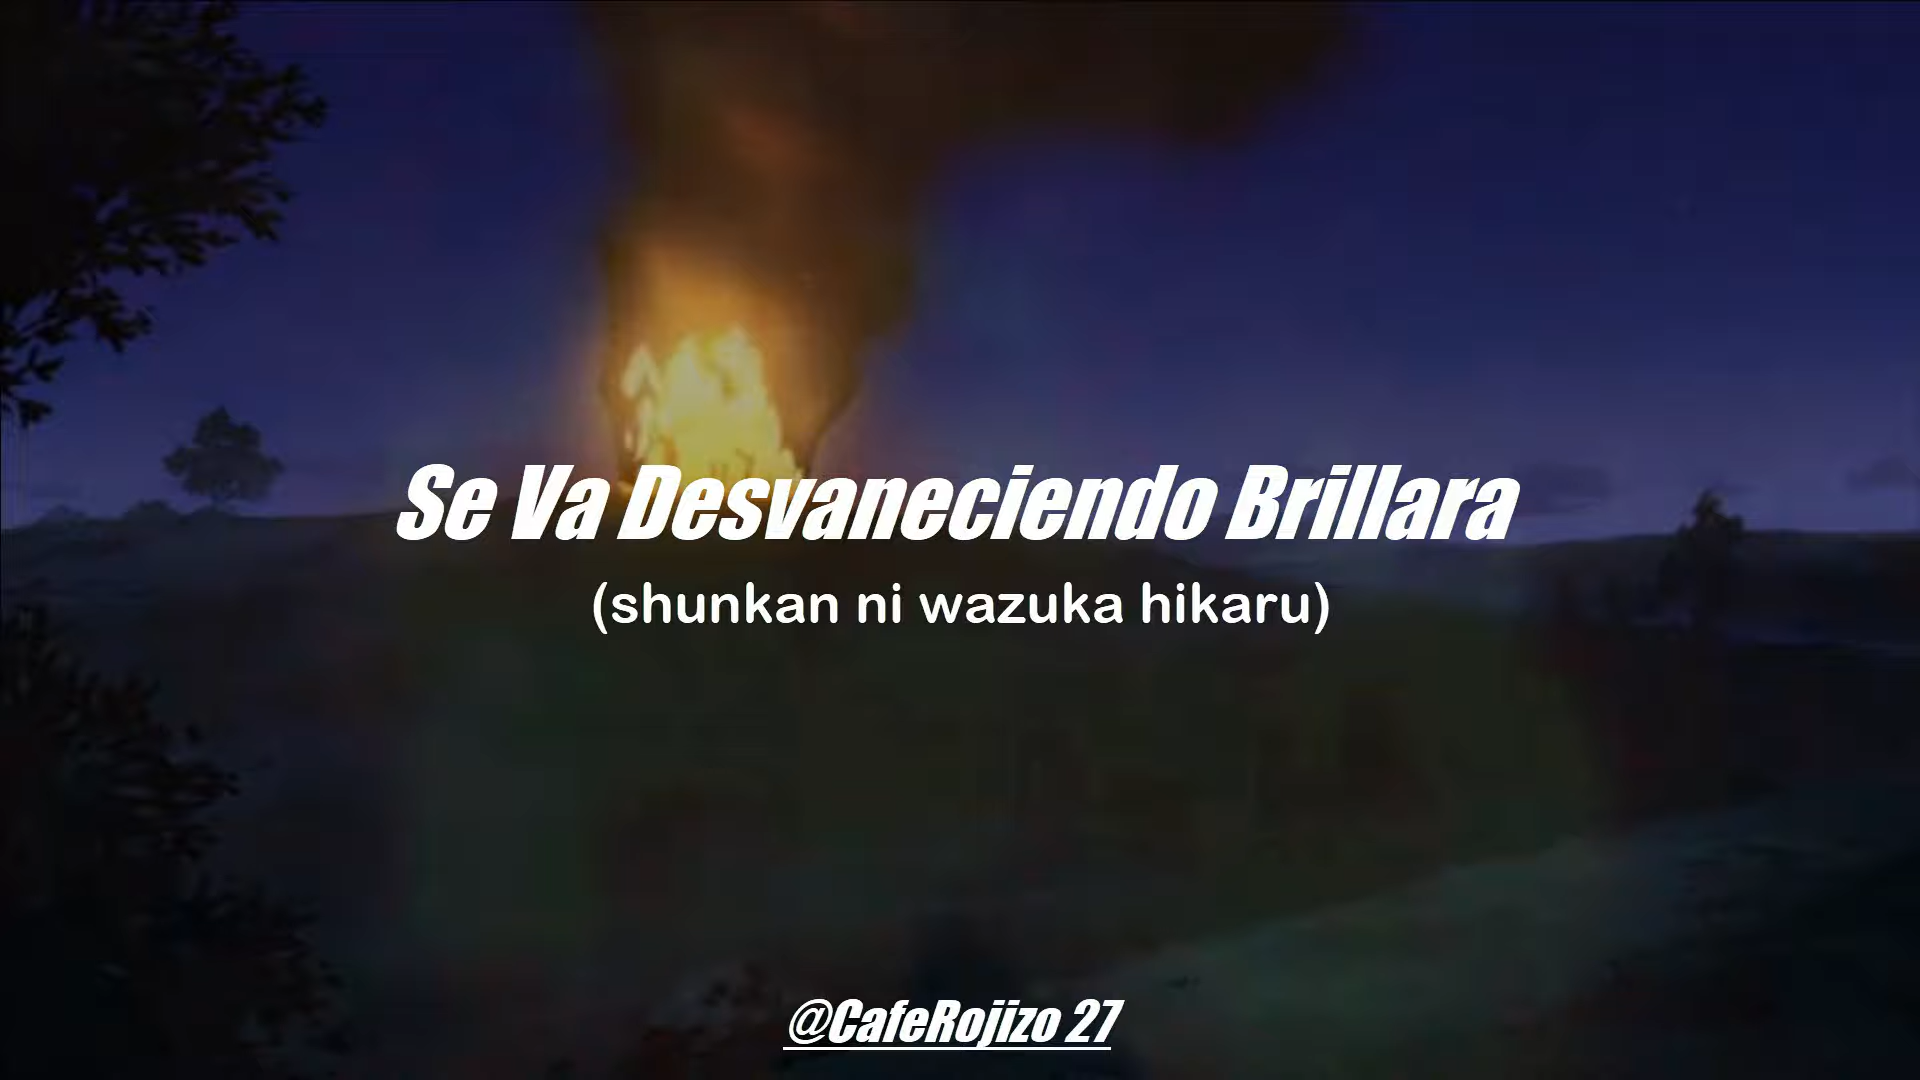 Se Va Desvaneciendo Brillara
(shunkan ni wazuka hikaru)
@CafeRojizo 27